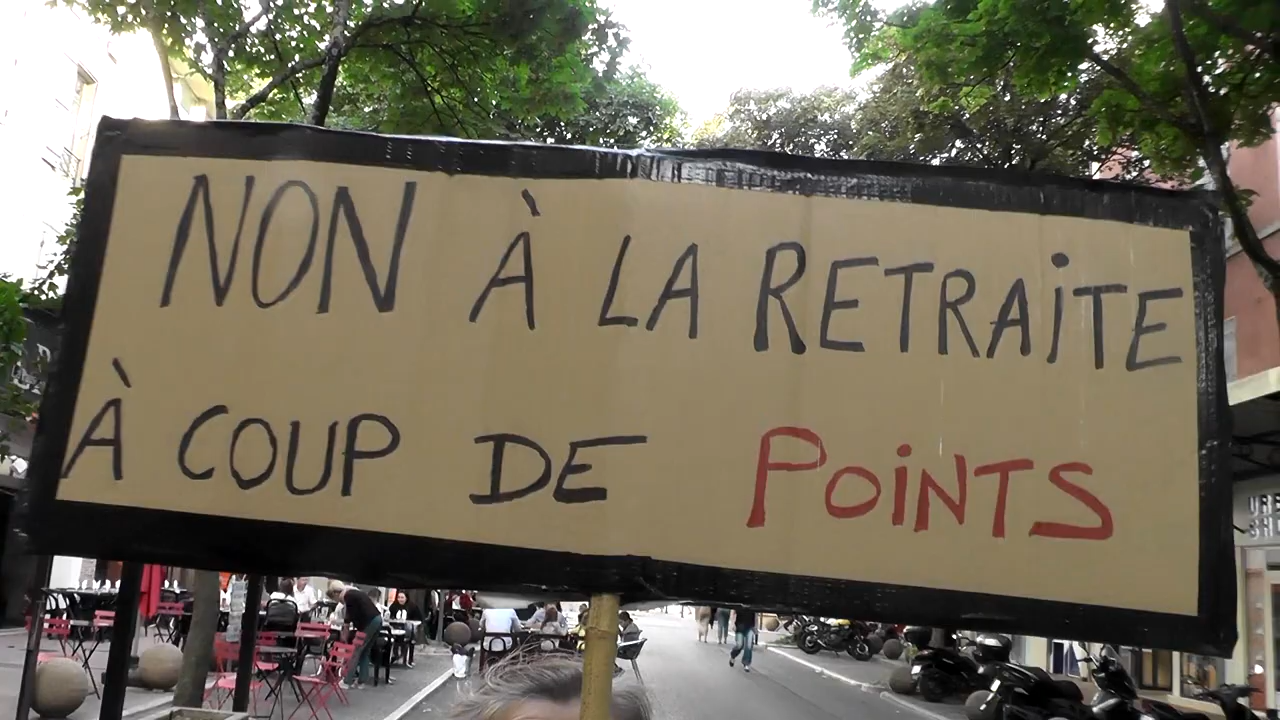 NON À LA RETRAITE
À COUP DE POINTS